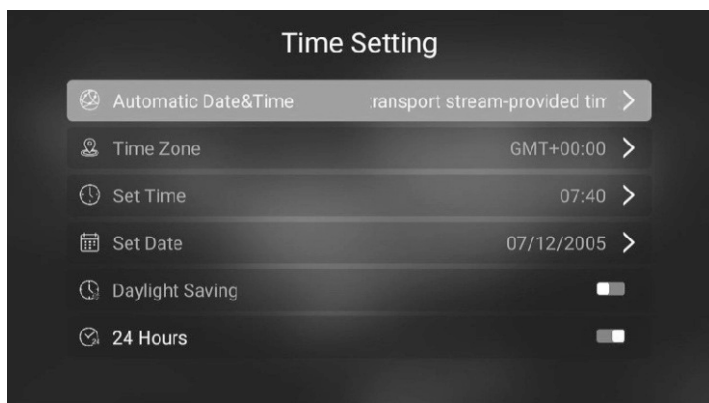 Time Setting
Automatic Date&Time ransport stream-provided tim
Time Zone GMT+00:00
Set Time 07:40
Set Date 07/12/2005
Daylight Saving
24 Hours